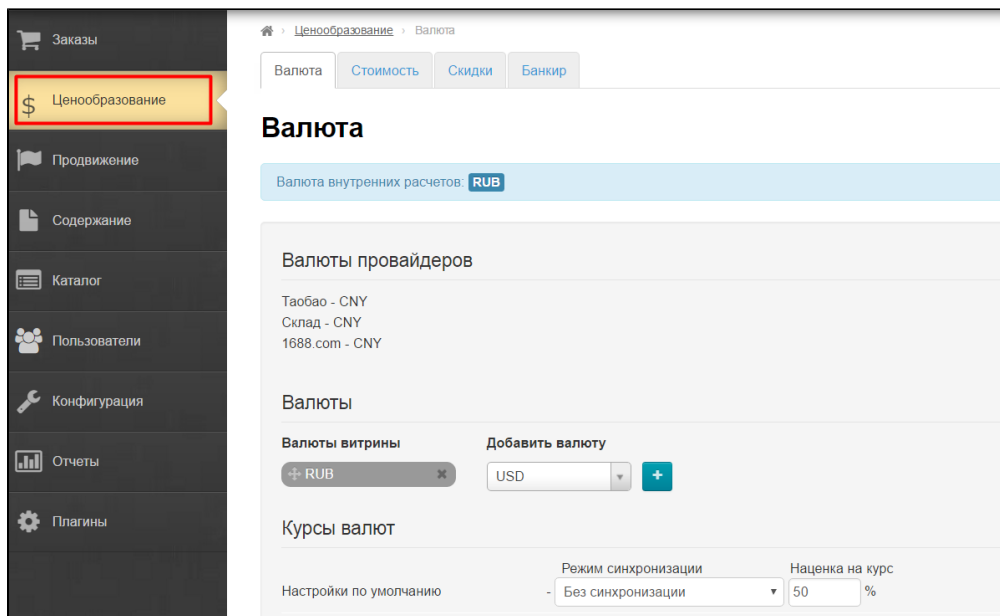 Заказы
Ценообразование
Продвижение
Содержание
Каталог
Пользователи
Конфигурация
Отчеты
Плагины
Ценообразование › Валюта
Валюта Стоимость Скидки Банкир
Валюта
Валюта внутренних расчетов: RUB
Валюты провайдеров
Таобао - CNY
Склад - CNY
1688.com - CNY
Валюты
Валюты витрины Добавить валюту
RUB USD +
Курсы валют
Режим синхронизации Наценка на курс
Настройки по умолчанию - Без синхронизации 50 %